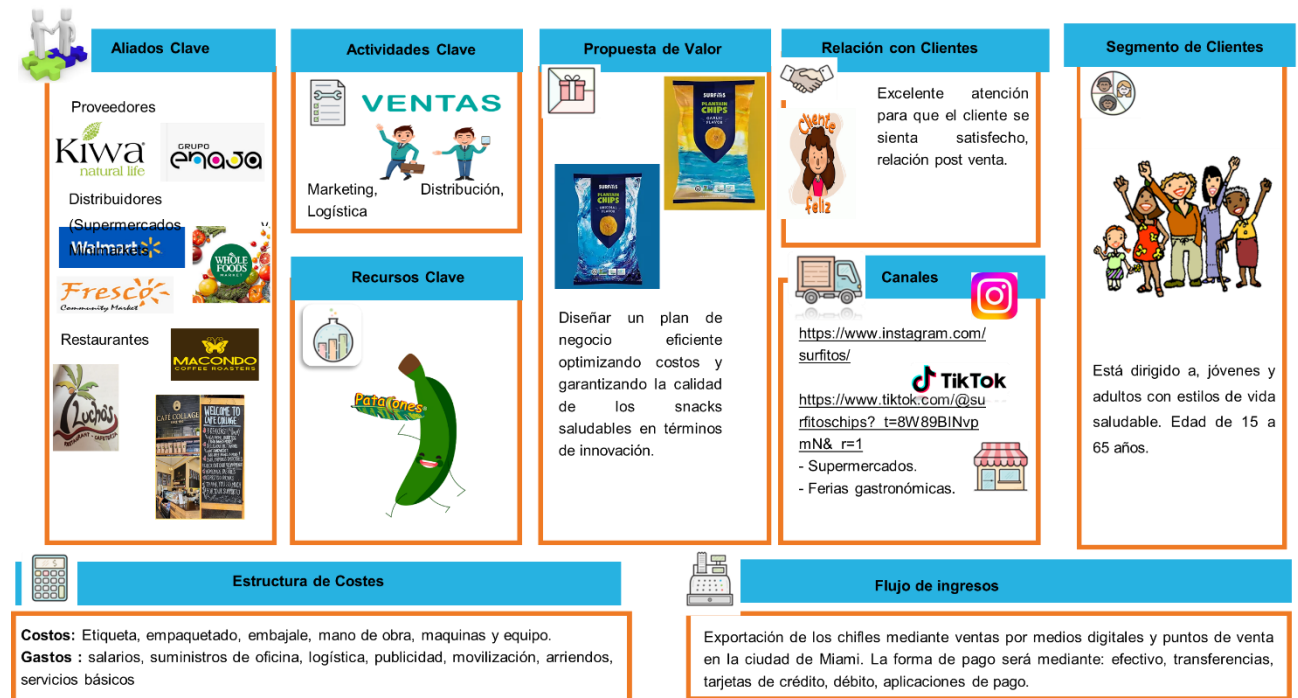 Aliados Clave
Proveedores
Kiwa
natural life
GRUPO
enaja
Distribuidores
(Supermercados
Minimarkets
Walmart
WHOLE
FOODS
MARKET
Fresco
Community Market
Restaurantes
MACONDO
COFFEE ROASTERS
Lucho's
CAFÉ COLLAGE
WELCOME TO
CAFE COLLAGE
Actividades Clave
VENTAS
Marketing, Distribución,
Logística
Recursos Clave
Patacones
Propuesta de Valor
SURFITOS
PLANTAIN
CHIPS
GARLIC
FLAVOR
SURFITOS
PLANTAIN
CHIPS
FLAVOR
Diseñar un plan de
negocio eficiente
optimizando costos y
garantizando la calidad
de los snacks
saludables en términos
de innovación.
Relación con Clientes
Cliente
feliz
Excelente atención
para que el cliente se
sienta satisfecho,
relación post venta.
Canales
https://www.instagram.com/
surfitos/
TikTok
https://www.tiktok.com/@su
rfitoschips?_t=8W89BINvp
mN&_r=1
- Supermercados.
- Ferias gastronómicas.
Segmento de Clientes
Está dirigido a, jóvenes y
adultos con estilos de vida
saludable. Edad de 15 a
65 años.
Estructura de Costes
Costos: Etiqueta, empaquetado, embajale, mano de obra, maquinas y equipo.
Gastos : salarios, suministros de oficina, logística, publicidad, movilización, arriendos,
servicios básicos
Flujo de ingresos
Exportación de los chifles mediante ventas por medios digitales y puntos de venta
en la ciudad de Miami. La forma de pago será mediante: efectivo, transferencias,
tarjetas de crédito, débito, aplicaciones de pago.